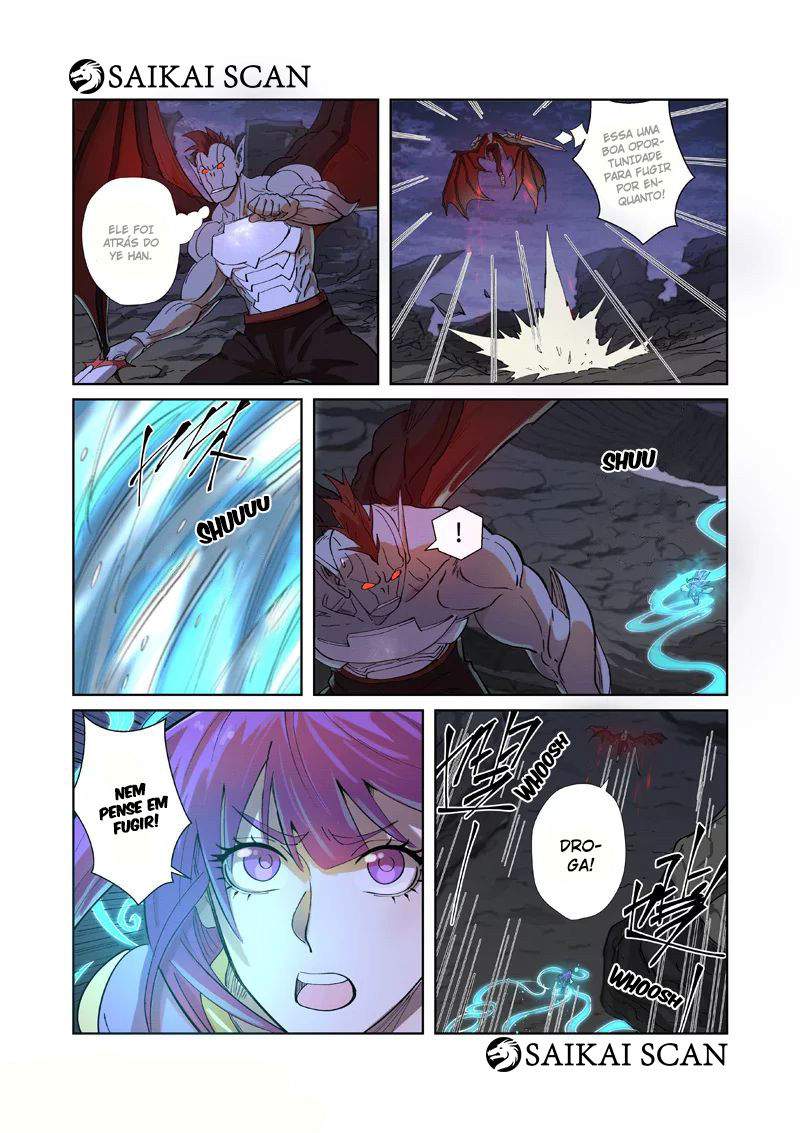 SAIKAI SCAN
ELE FOI
ATRÁS DO
YE HAN.
ESSA UMA
BOA OPOR-
TUNIDADE
PARA FUGIR
POR EN-
QUANTO!
SHUUUU
!
SHUU
NEM
PENSE EM
FUGIR!
WHOOSH
DRO-
GA!
WHOOSH
SAIKAI SCAN